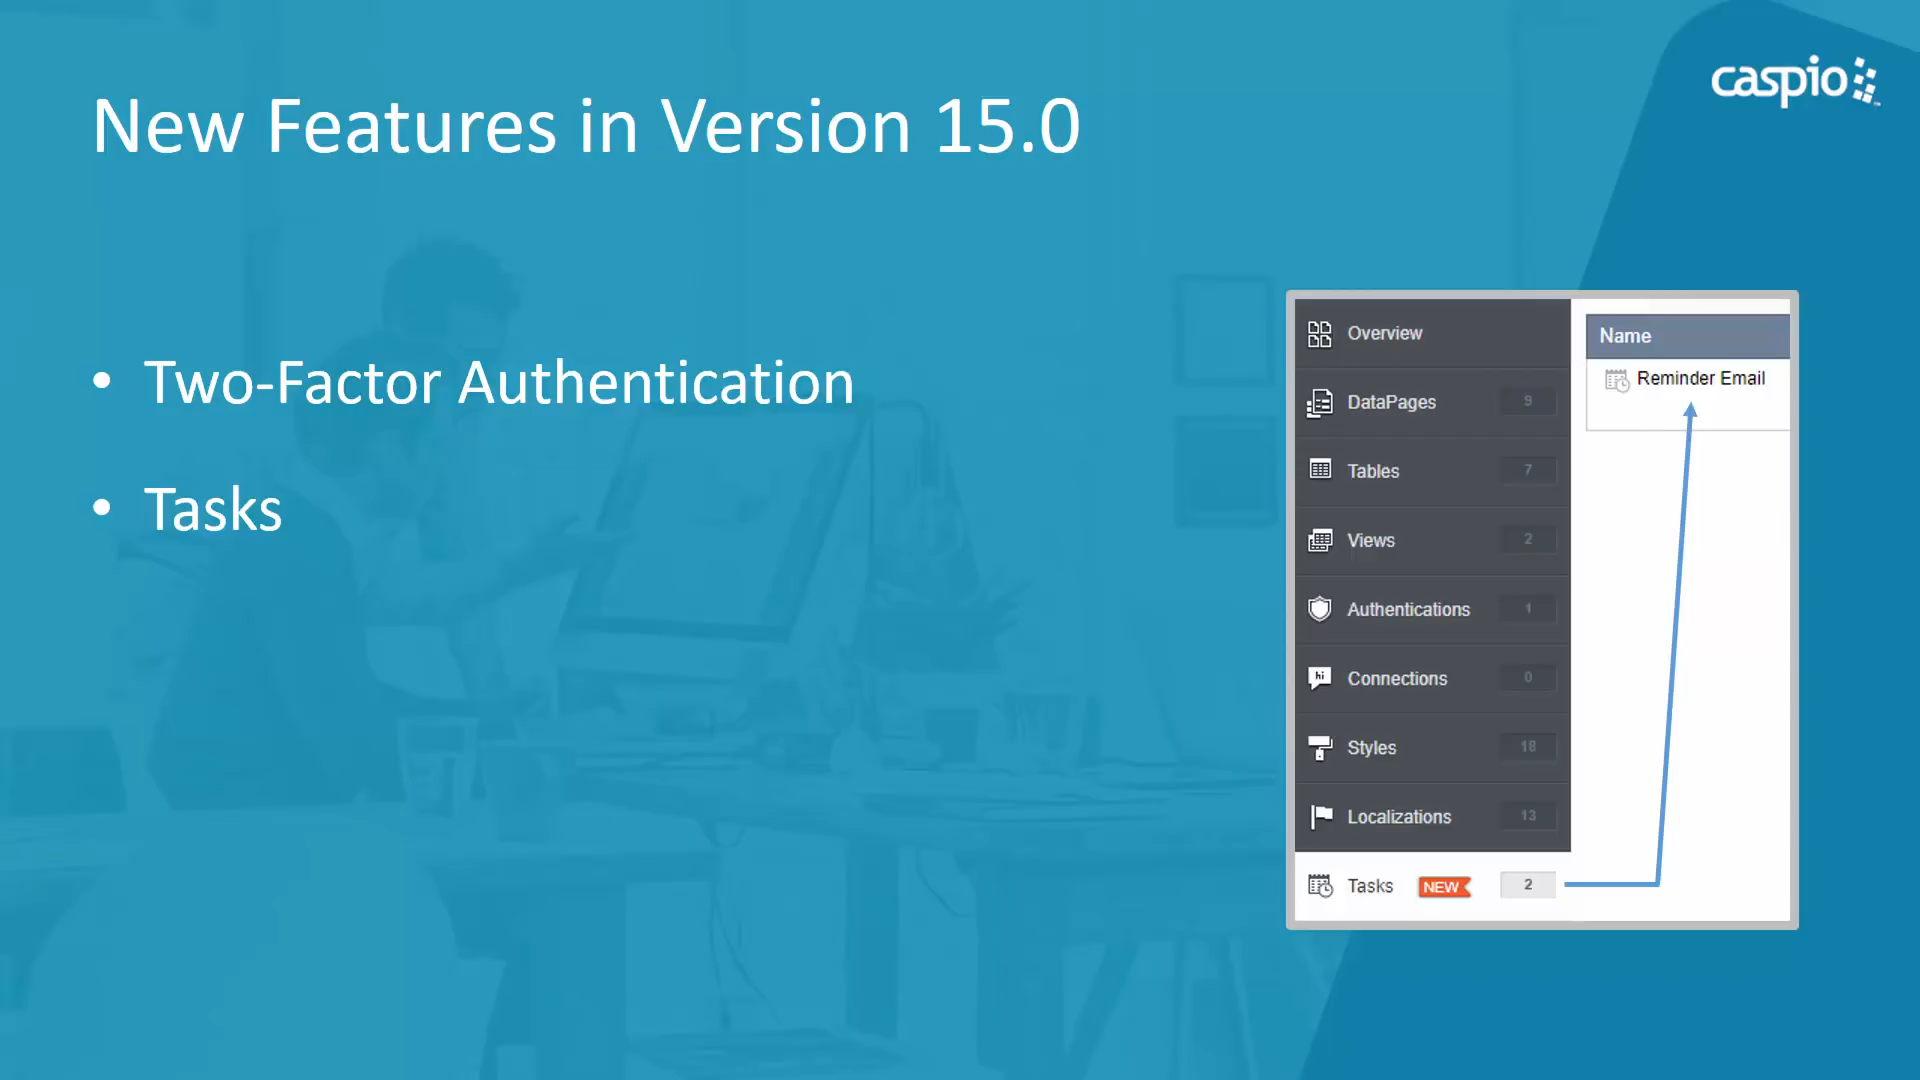 caspio
New Features in Version 15.0
• Two-Factor Authentication
• Tasks
Overview
DataPages 9
Tables 7
Views 2
Authentications 1
hi Connections 0
Styles 18
Localizations 13
Tasks NEW 2
Name
Reminder Email